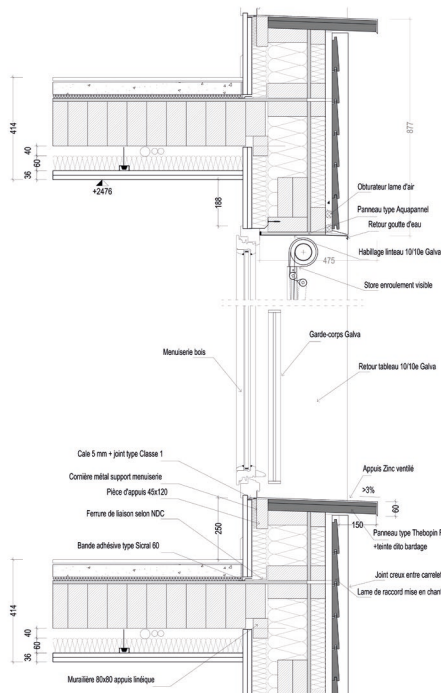 414
40
60
36
+2476
188
877
Obturateur lame d'air
Panneau type Aquapannel
Retour goutte d'eau
Habillage linteau 10/10e Galva
475
Store enroulement visible
Garde-corps Galva
Menuiserie bois
Retour tableau 10/10e Galva
Cale 5 mm + joint type Classe 1
Cornière métal support menuiserie
Pièce d'appuis 45x120
Ferrure de liaison selon NDC
Bande adhésive type Sicral 60
250
Appuis Zinc ventilé
>3%
60
150
Panneau type Thebopin
+teinte dito bardage
Joint creux entre carrelet
Lame de raccord mise en chant
414
40
60
36
Murailière 80x80 appuis linéique